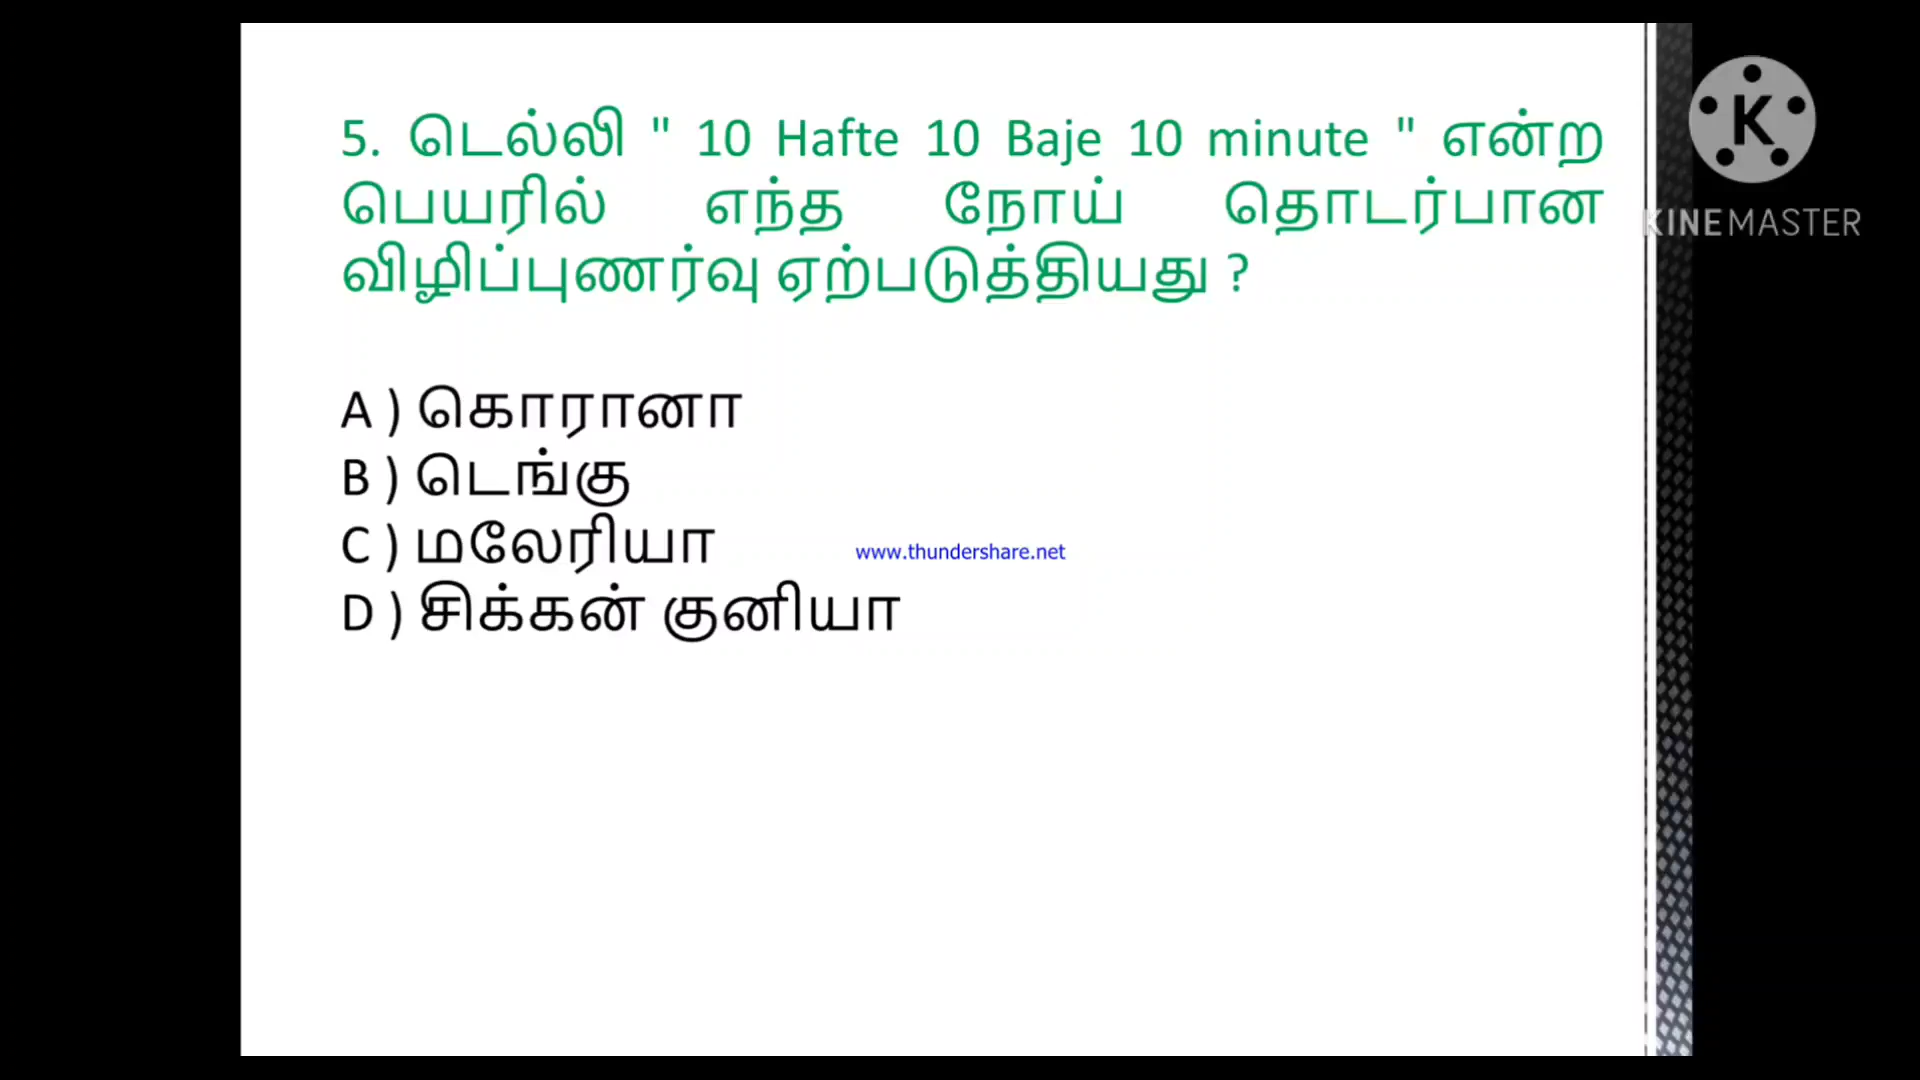 5. டெல்லி " 10 Hafte 10 Baje 10 minute " என்ற
பெயரில் எந்த நோய் தொடர்பான
விழிப்புணர்வு ஏற்படுத்தியது ?
A ) கொரானா
B ) டெங்கு
C ) மலேரியா
D ) சிக்கன் குனியா
www.thundershare.net
K
KINEMASTER